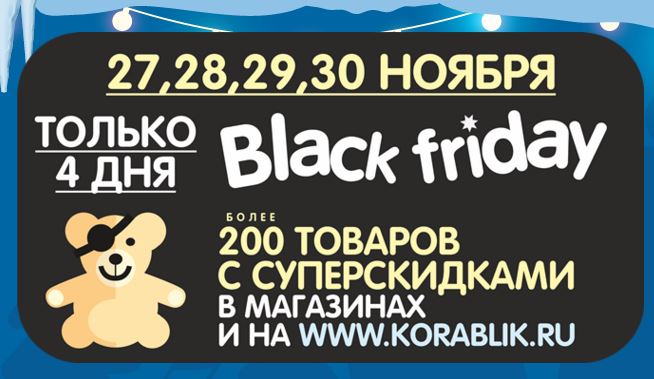 27,28,29,30 НОЯБРЯ
ТОЛЬКО
4 ДНЯ
Black friday
БОЛЕЕ
200 ТОВАРОВ
С СУПЕРСКИДКАМИ
В МАГАЗИНАХ
И НА WWW.KORABLIK.RU